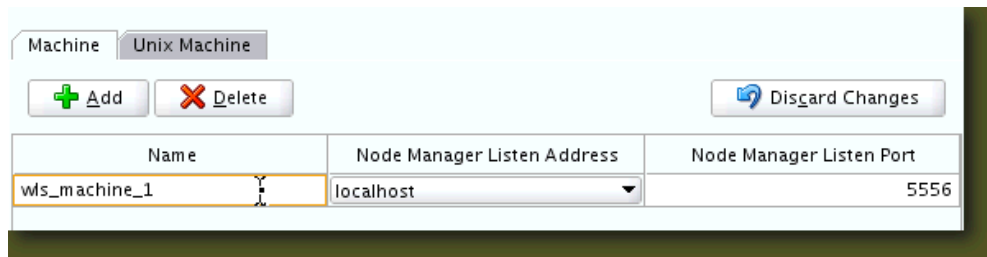 Machine Unix Machine
Add Delete Discard Changes
Name Node Manager Listen Address Node Manager Listen Port
wls_machine_1 localhost 5556